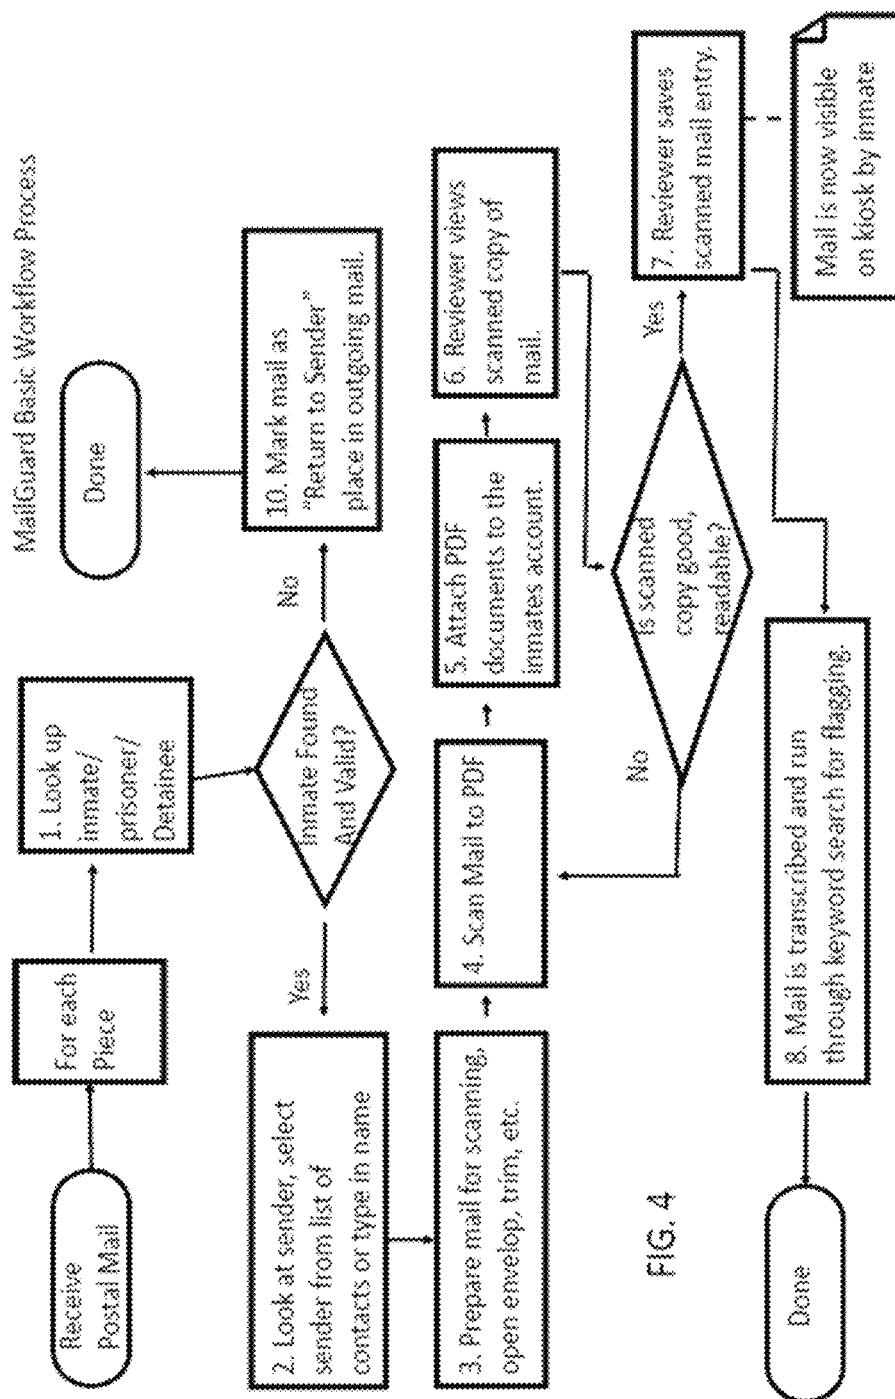 MailGuard Basic Workflow Process
Receive
Postal Mail
For each
Piece
1. Look up
inmate/
prisoner/
Detainee
Inmate Found
And Valid?
No
10. Mark mail as
"Return to Sender"
place in outgoing mail.
Done
Yes
2. Look at sender, select
sender from list of
contacts or type in name
3. Prepare mail for scanning,
open envelop, trim, etc.
4. Scan Mail to PDF
5. Attach PDF
documents to the
inmates account.
6. Reviewer views
scanned copy of
mail.
Is scanned
copy good,
readable?
No
Yes
7. Reviewer saves
scanned mail entry.
Mail is now visible
on kiosk by inmate
8. Mail is transcribed and run
through keyword search for flagging.
Done
FIG. 4